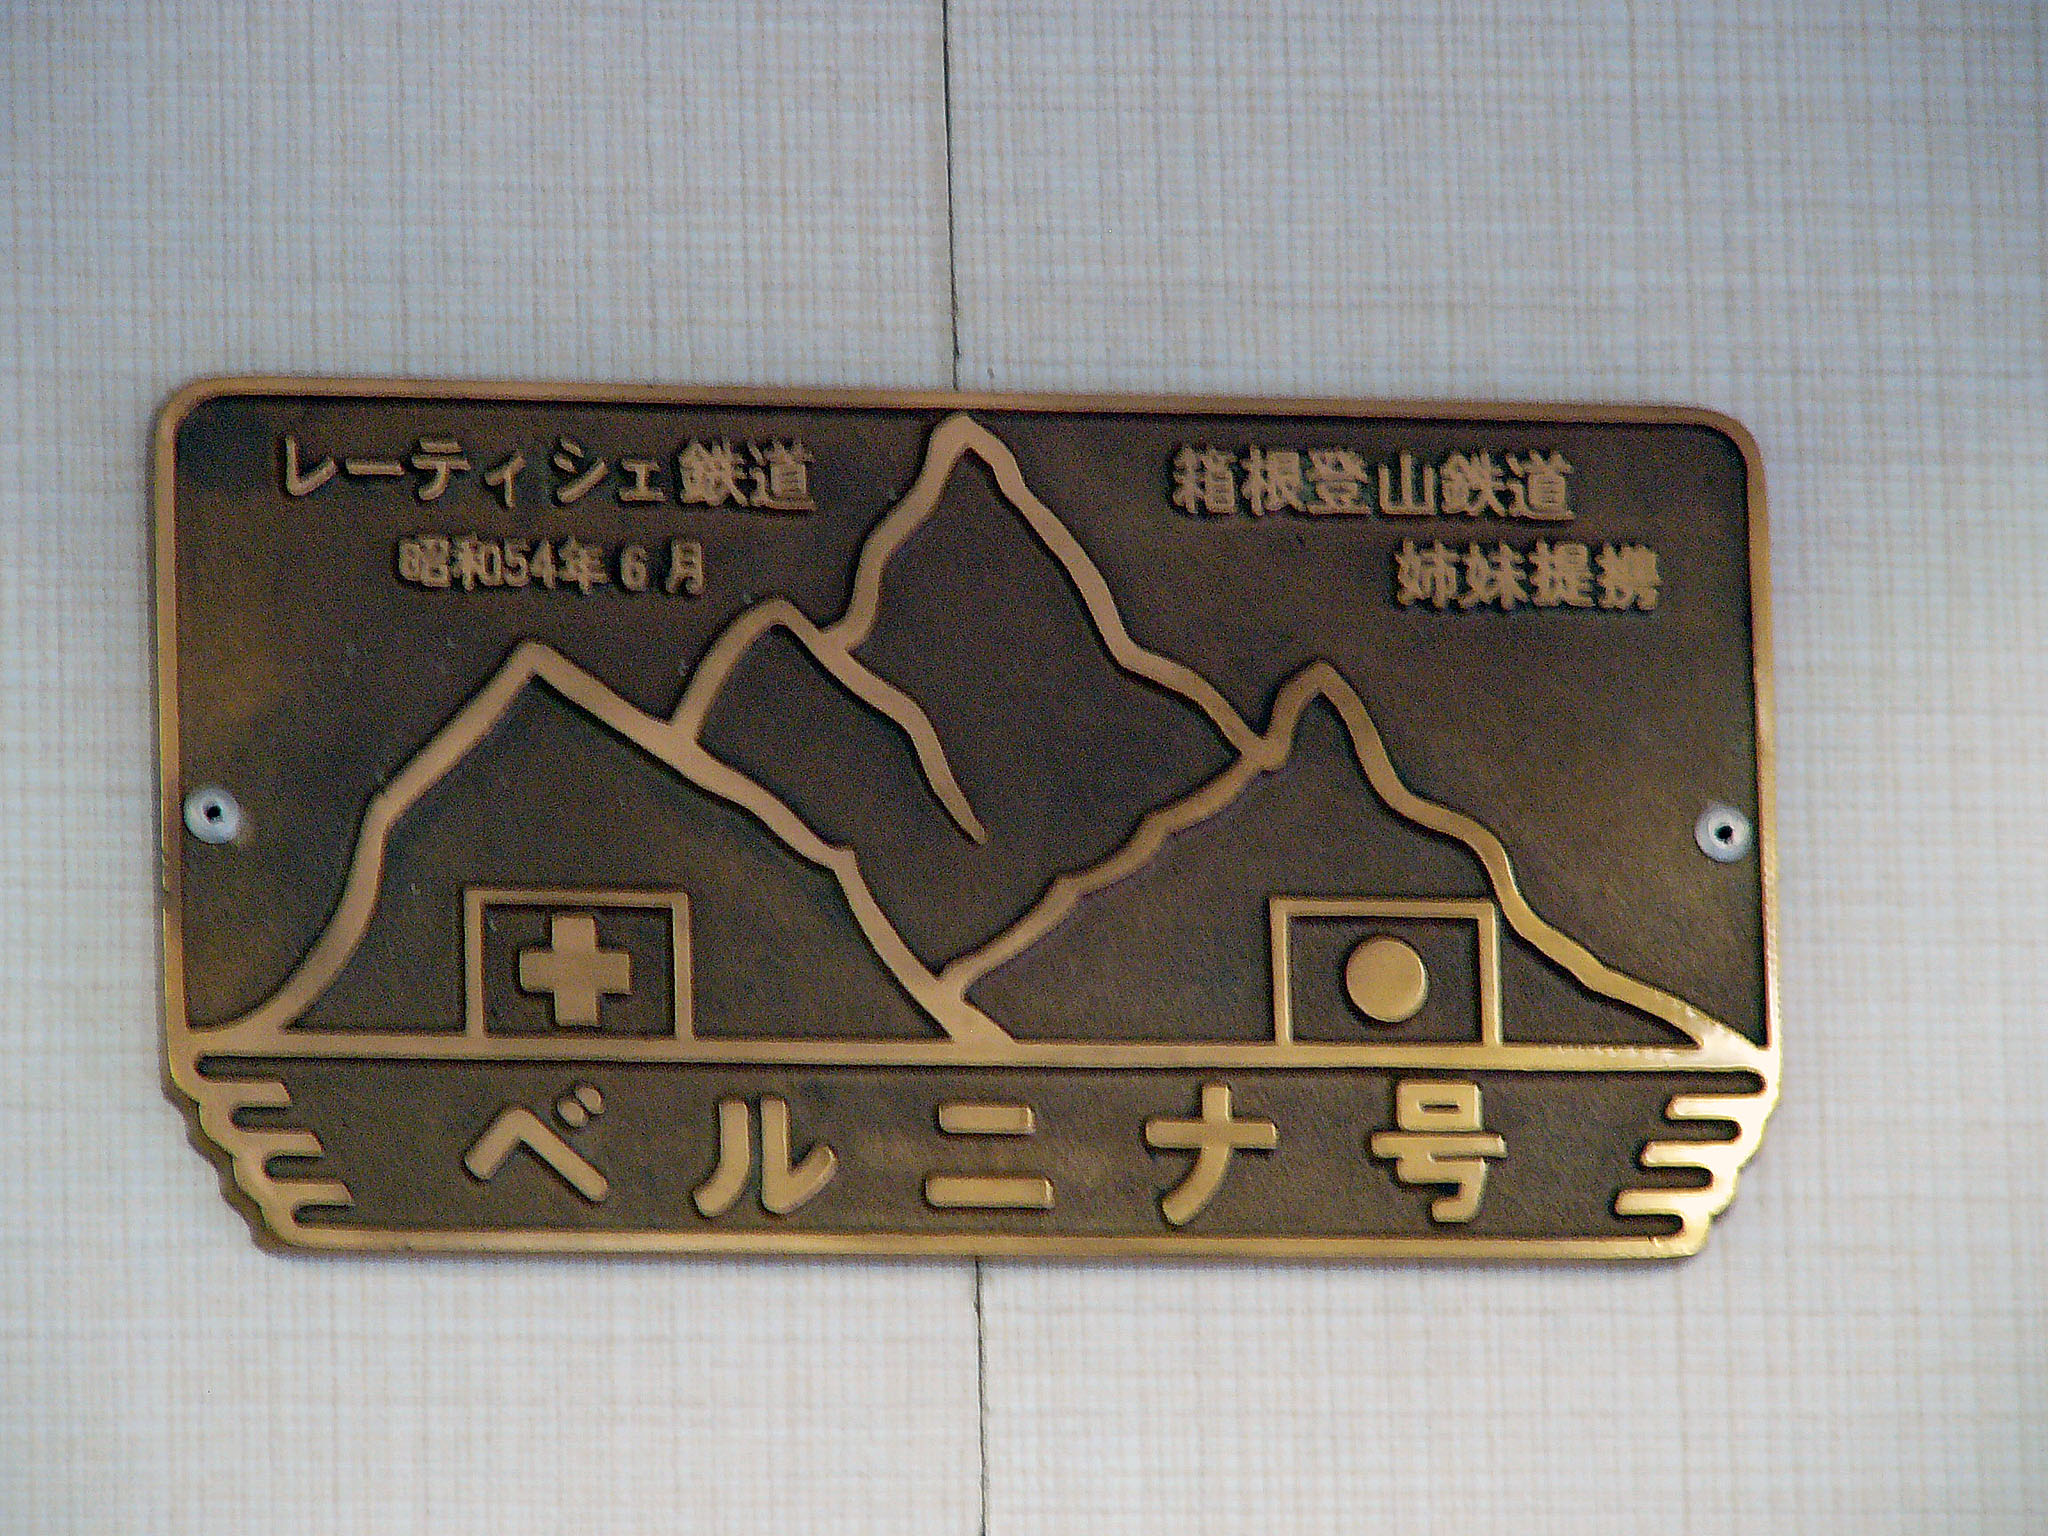 レーティシェ鉄道
昭和54年6月
箱根登山鉄道
姉妹提携
ベルニナ号